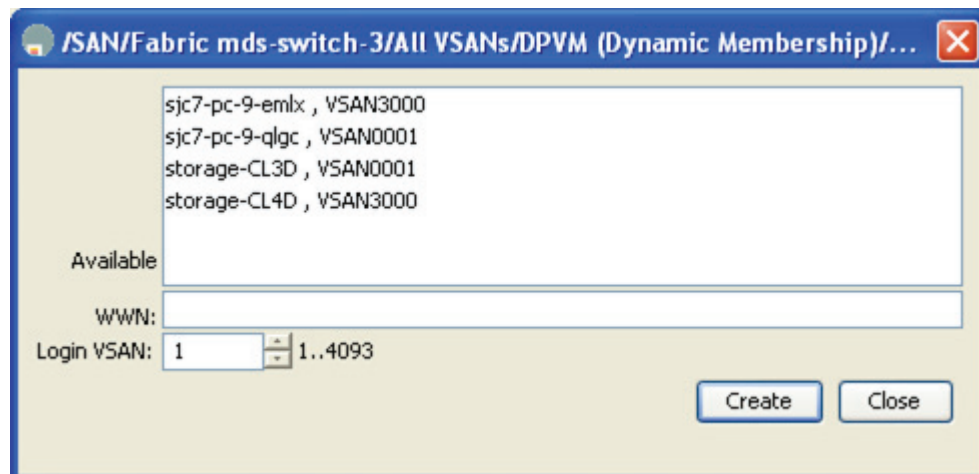 /SAN/Fabric mds-switch-3/All VSANs/DPVM (Dynamic Membership)/...
sjc7-pc-9-emlx , VSAN3000
sjc7-pc-9-qlgc , VSAN0001
storage-CL3D , VSAN0001
storage-CL4D , VSAN3000
Available
WWN:
Login VSAN: 1 1..4093
Create Close